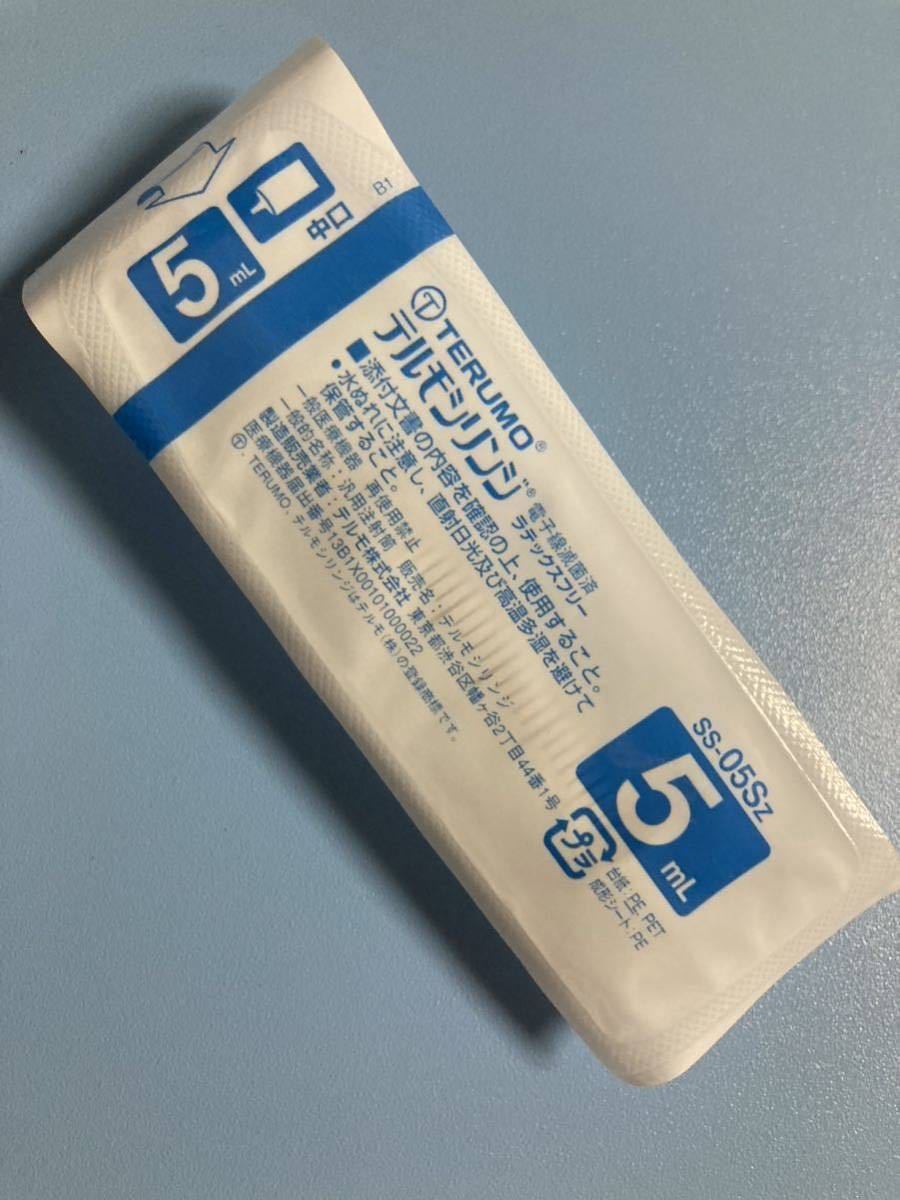 5mL
中口
B1
TERUMO®
テルモシリンジ® 電子線滅菌済
ラテックスフリー
■添付文書の内容を確認の上、使用すること。
・水ぬれに注意し、直射日光及び高温多湿を避けて
保管すること。
一般医療機器 再使用禁止
一般的名称：汎用注射筒 販売名：テルモシリンジ
製造販売業者：テルモ株式会社 東京都渋谷区幡ヶ谷2丁目44番1号
医療機器届出番号13B1X00101000022
Ⓣ、TERUMO、テルモシリンジはテルモ(株)の登録商標です。
SS-05Sz
5mL
プラ
台紙：PE, PET
成形シート：PE